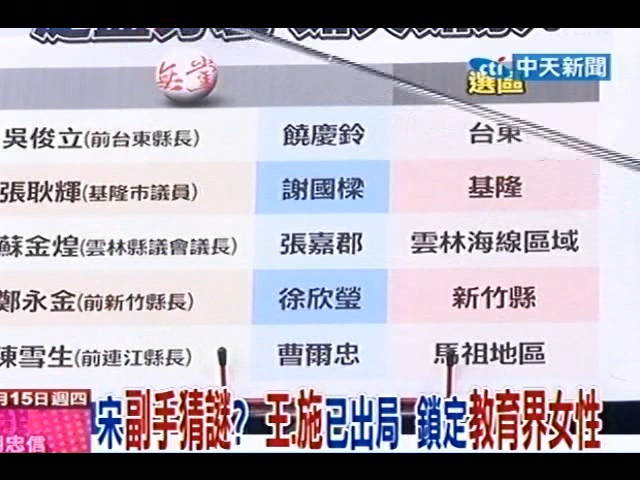 cti 中天新聞
無黨
選區
吳俊立(前台東縣長) 饒慶鈴 台東
張耿輝(基隆市議員) 謝國樑 基隆
蘇金煌(雲林縣議會議長) 張嘉郡 雲林海線區域
鄭永金(前新竹縣長) 徐欣瑩 新竹縣
陳雪生(前連江縣長) 曹爾忠 馬祖地區
月15日週四
忠信
宋副手猜謎? 王.施已出局 鎖定教育界女性